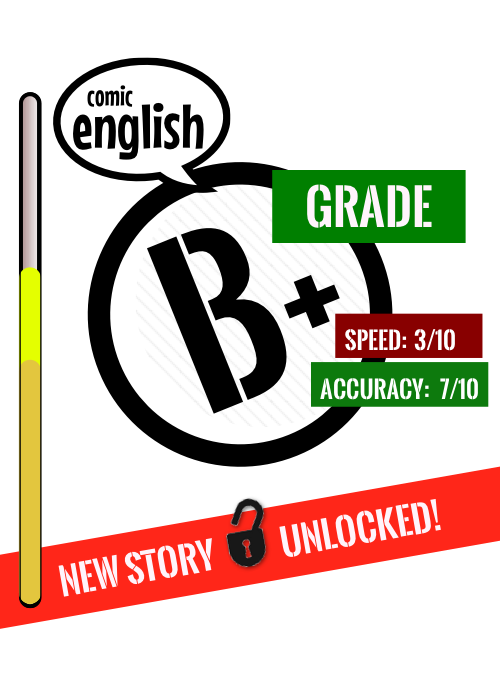 comic
english
GRADE
B+
SPEED: 3/10
ACCURACY: 7/10
NEW STORY UNLOCKED!